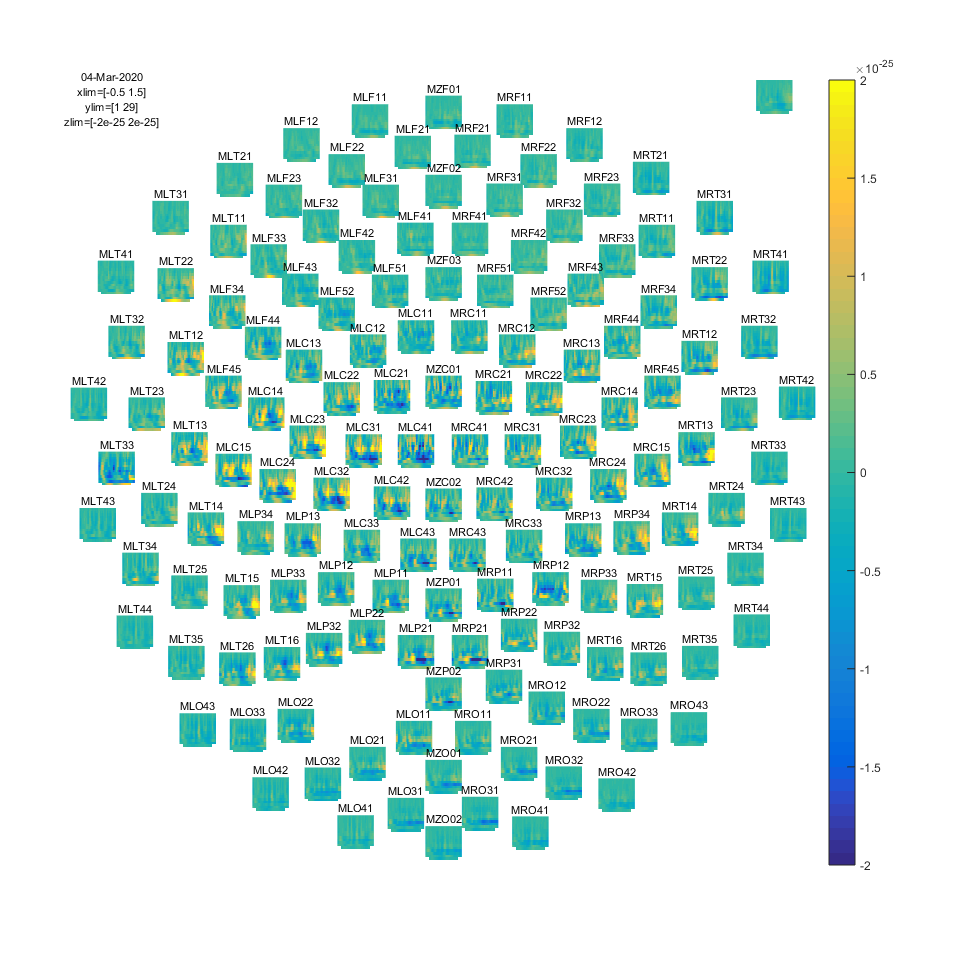 04-Mar-2020
xlim=[-0.5 1.5]
ylim=[1 29]
zlim=[-2e-25 2e-25]
×10-25
2
1.5
1
0.5
0
-0.5
-1
-1.5
-2
MZF01
MLF11 MRF11
MLF12 MLF21 MRF21 MRF12
MLT21 MLF22 MZF02 MRF22 MRT21
MLT31 MLF23 MLF31 MRF31 MRF23 MRT31
MLT11 MLF32 MLF41 MRF41 MRF32 MRT11
MLT41 MLT22 MLF33 MLF42 MZF03 MRF42 MRF33 MRT22 MRT41
MLF34 MLF43 MLF51 MRF51 MRF43 MRF34
MLT32 MLF44 MLF52 MLC11 MRC11 MRF52 MRF44 MRT32
MLT12 MLC13 MLC12 MRC12 MRC13 MRT12
MLT42 MLT23 MLF45 MLC14 MLC22 MLC21 MZC01 MRC21 MRC22 MRC14 MRF45 MRT23 MRT42
MLT33 MLT13 MLC23 MLC31 MLC41 MRC41 MRC31 MRC23 MRT13 MRT33
MLC15 MLC24 MLC32 MRC32 MRC24 MRC15
MLT43 MLT24 MLT14 MLP34 MLP13 MLC42 MZC02 MRC42 MRP13 MRP34 MRT14 MRT24 MRT43
MLT34 MLC33 MLC43 MRC43 MRC33 MRT34
MLT25 MLT15 MLP33 MLP12 MLP11 MZP01 MRP11 MRP12 MRP33 MRT15 MRT25
MLT44 MLP22 MRP22 MRT44
MLT35 MLT26 MLT16 MLP32 MLP21 MRP21 MRP32 MRT16 MRT26 MRT35
MZP02 MRP31
MLO43 MLO33 MLO22 MLO11 MRO11 MRO12 MRO22 MRO33 MRO43
MLO42 MLO32 MLO21 MZO01 MRO21 MRO32 MRO42
MLO41 MLO31 MZO02 MRO31 MRO41